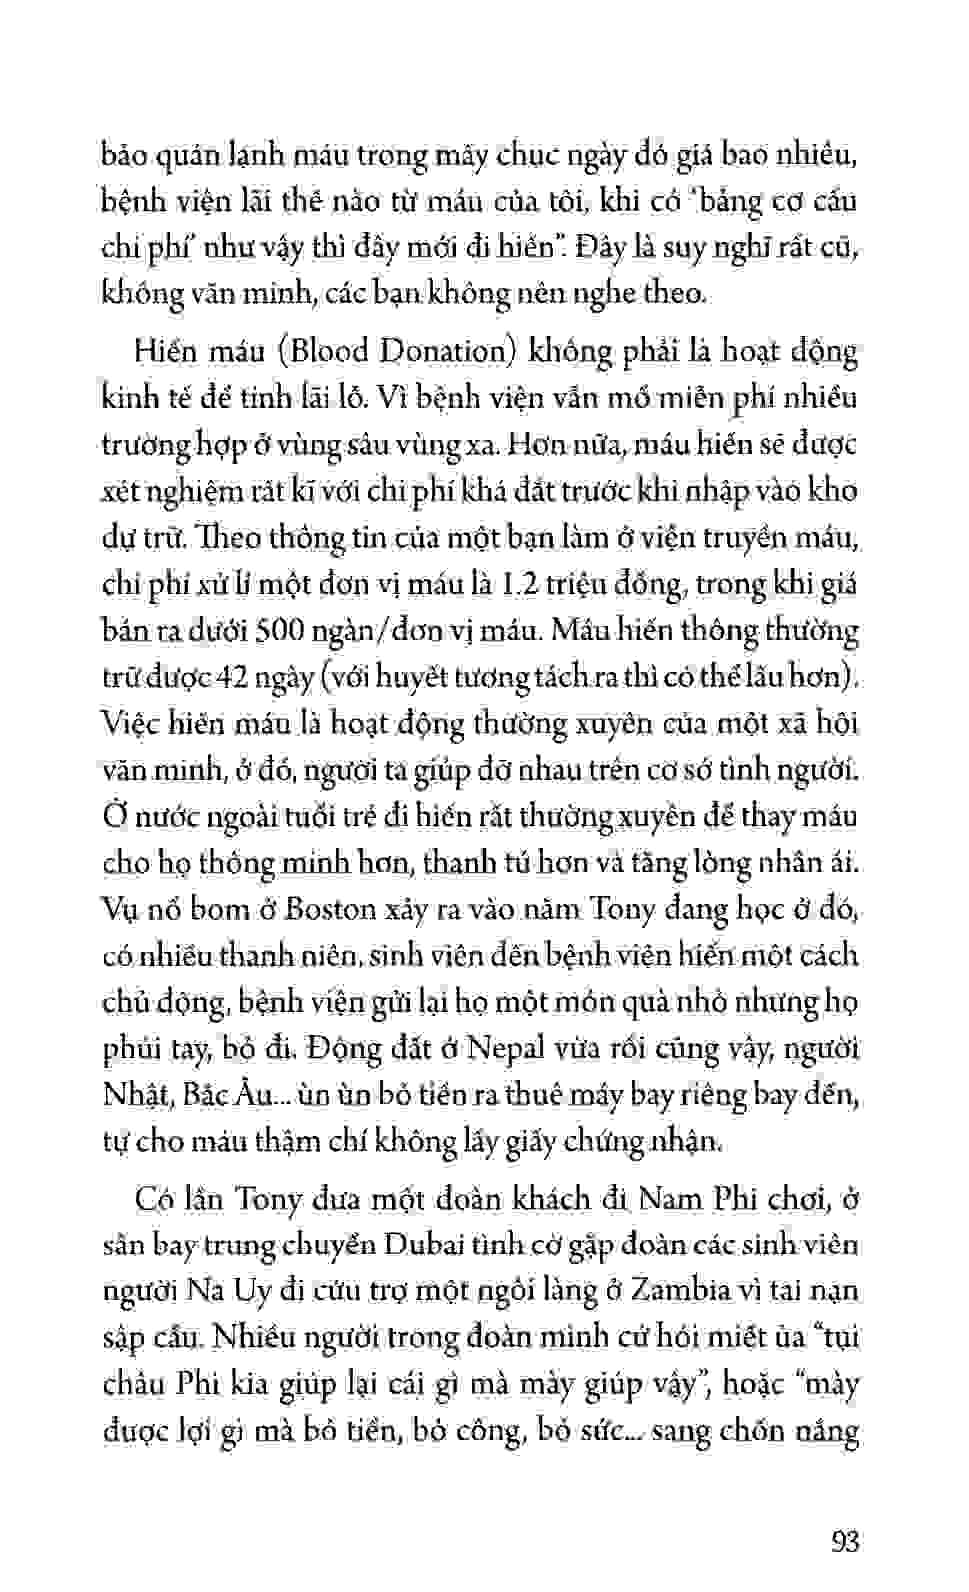 bảo quản lạnh máu trong mấy chục ngày đó giá bao nhiêu,
bệnh viện lãi thế nào từ máu của tôi, khi có ‘bảng cơ cấu
chi phí’ như vậy thì đây mới đi hiến”. Đây là suy nghĩ rất cũ,
không văn minh, các bạn không nên nghe theo.
Hiến máu (Blood Donation) không phải là hoạt động
kinh tế để tính lãi lỗ. Vì bệnh viện vẫn mổ miễn phí nhiều
trường hợp ở vùng sâu vùng xa. Hơn nữa, máu hiến sẽ được
xét nghiệm rất kĩ với chi phí khá đắt trước khi nhập vào kho
dự trữ. Theo thông tin của một bạn làm ở viện truyền máu,
chi phí xử lí một đơn vị máu là 1.2 triệu đồng, trong khi giá
bán ra dưới 500 ngàn/đơn vị máu. Máu hiến thông thường
trữ được 42 ngày (với huyết tương tách ra thì có thể lâu hơn).
Việc hiến máu là hoạt động thường xuyên của một xã hội
văn minh, ở đó, người ta giúp đỡ nhau trên cơ sở tình người.
Ở nước ngoài tuổi trẻ đi hiến rất thường xuyên để thay máu
cho họ thông minh hơn, thanh tú hơn và tăng lòng nhân ái.
Vụ nổ bom ở Boston xảy ra vào năm Tony đang học ở đó,
có nhiều thanh niên, sinh viên đến bệnh viện hiến một cách
chủ động, bệnh viện gửi lại họ một món quà nhỏ nhưng họ
phủi tay, bỏ đi. Động đất ở Nepal vừa rồi cũng vậy, người
Nhật, Bắc Âu... ùn ùn bỏ tiền ra thuê máy bay riêng bay đến,
tự cho máu thậm chí không lấy giấy chứng nhận.
Có lần Tony đưa một đoàn khách đi Nam Phi chơi, ở
sân bay trung chuyển Dubai tình cờ gặp đoàn các sinh viên
người Na Uy đi cứu trợ một ngôi làng ở Zambia vì tai nạn
sập cầu. Nhiều người trong đoàn mình cứ hỏi miết ủa “tụi
châu Phi kia giúp lại cái gì mà mày giúp vậy”, hoặc “mày
được lợi gì mà bỏ tiền, bỏ công, bỏ sức... sang chốn nắng
93